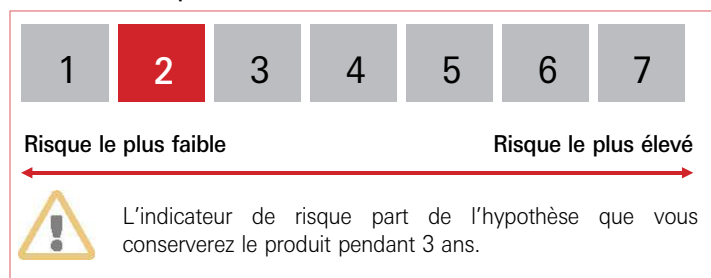 1 2 3 4 5 6 7
Risque le plus faible Risque le plus élevé
L'indicateur de risque part de l'hypothèse que vous
conserverez le produit pendant 3 ans.